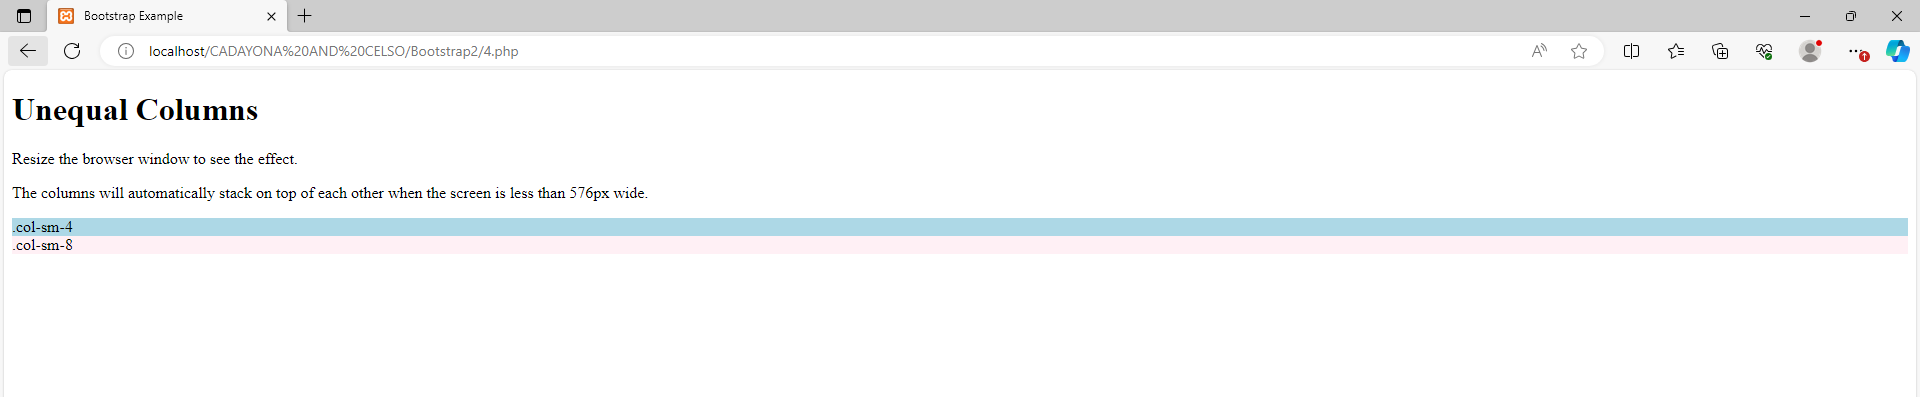 Bootstrap Example
localhost/CADAYONA%20AND%20CELSO/Bootstrap2/4.php
Unequal Columns
Resize the browser window to see the effect.
The columns will automatically stack on top of each other when the screen is less than 576px wide.
.col-sm-4
.col-sm-8